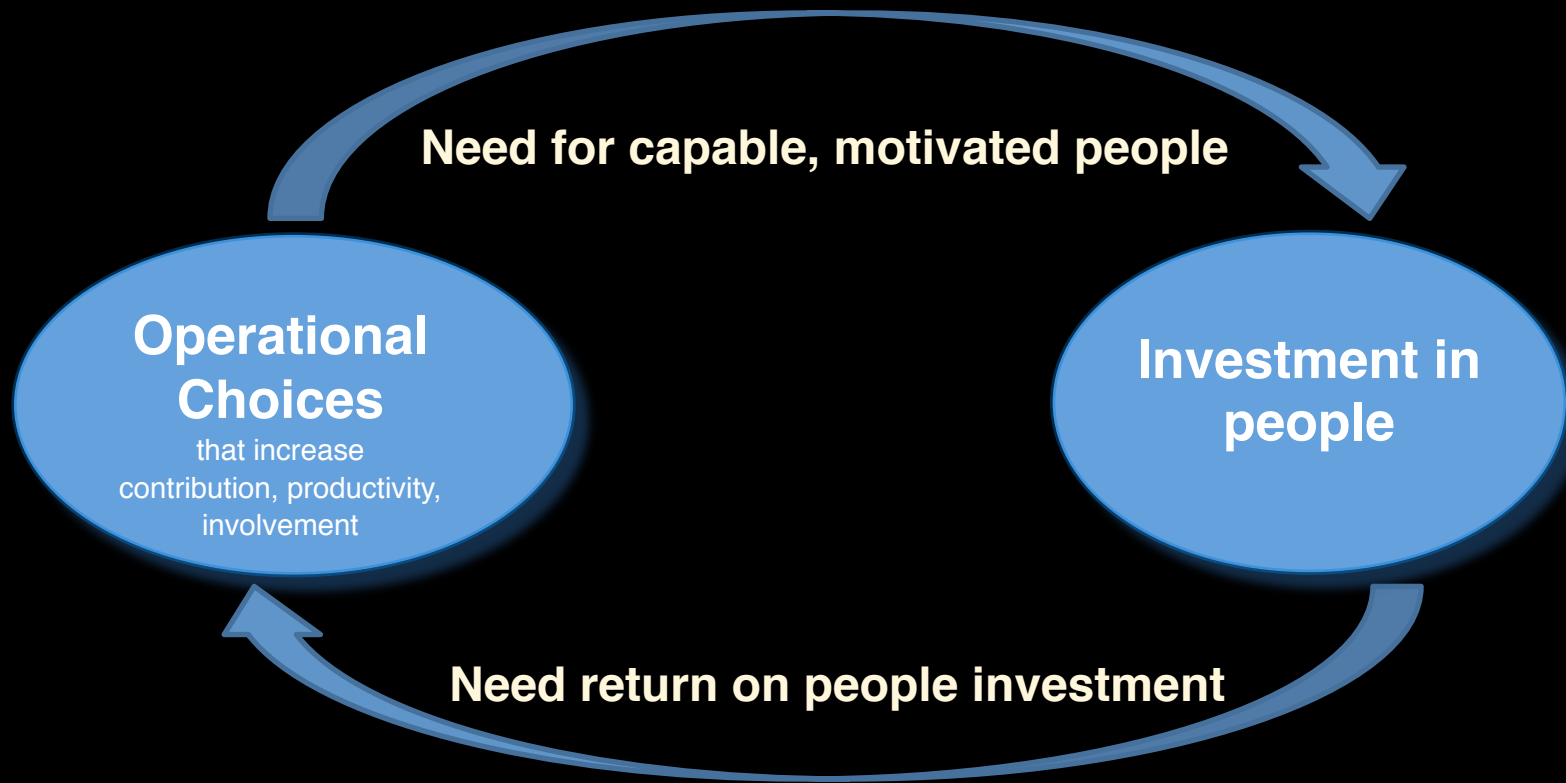 Need for capable, motivated people
Operational
Choices
that increase
contribution, productivity,
involvement
Investment in
people
Need return on people investment